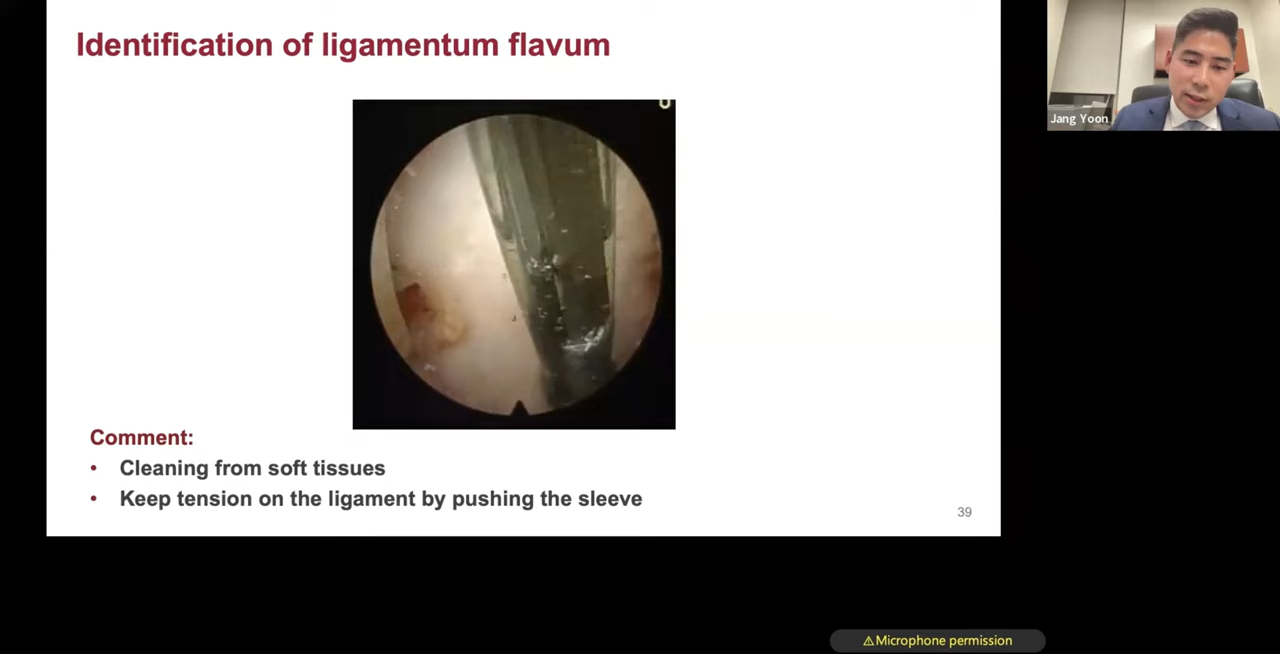 Identification of ligamentum flavum
Jang Yoon
Comment:
• Cleaning from soft tissues
• Keep tension on the ligament by pushing the sleeve
39
⚠Microphone permission